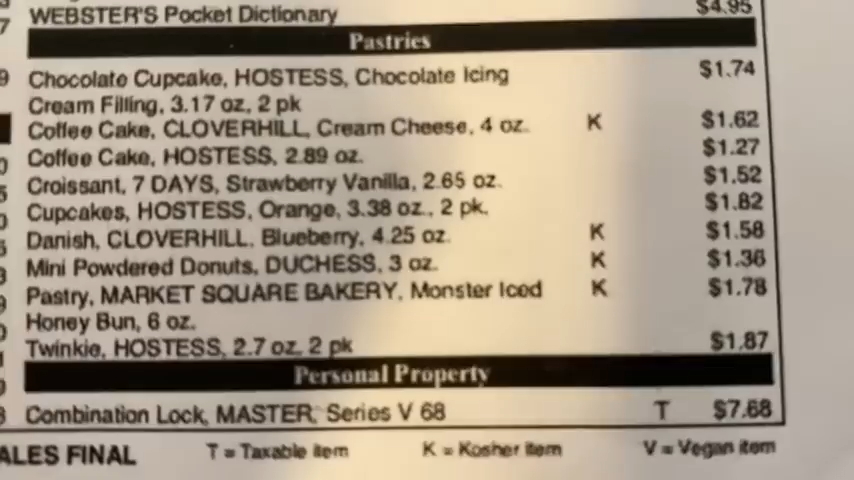 WEBSTER'S Pocket Dictionary $4.95
Pastries
Chocolate Cupcake, HOSTESS, Chocolate Icing $1.74
Cream Filling, 3.17 oz, 2 pk
Coffee Cake, CLOVERHILL, Cream Cheese, 4 oz. K $1.62
Coffee Cake, HOSTESS, 2.89 oz. $1.27
Croissant, 7 DAYS, Strawberry Vanilla, 2.65 oz. $1.52
Cupcakes, HOSTESS, Orange, 3.38 oz., 2 pk. $1.82
Danish, CLOVERHILL, Blueberry, 4.25 oz. K $1.58
Mini Powdered Donuts, DUCHESS, 3 oz. K $1.36
Pastry, MARKET SQUARE BAKERY, Monster Iced K $1.78
Honey Bun, 6 oz.
Twinkie, HOSTESS, 2.7 oz, 2 pk $1.87
Personal Property
Combination Lock, MASTER, Series V 68 T $7.68
ALES FINAL T = Taxable item K = Kosher item V = Vegan item